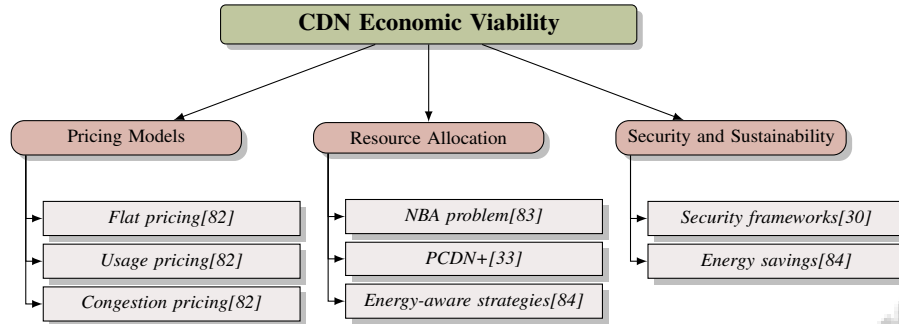 CDN Economic Viability
Pricing Models
Resource Allocation
Security and Sustainability
Flat pricing[82]
Usage pricing[82]
Congestion pricing[82]
NBA problem[83]
PCDN+[33]
Energy-aware strategies[84]
Security frameworks[30]
Energy savings[84]